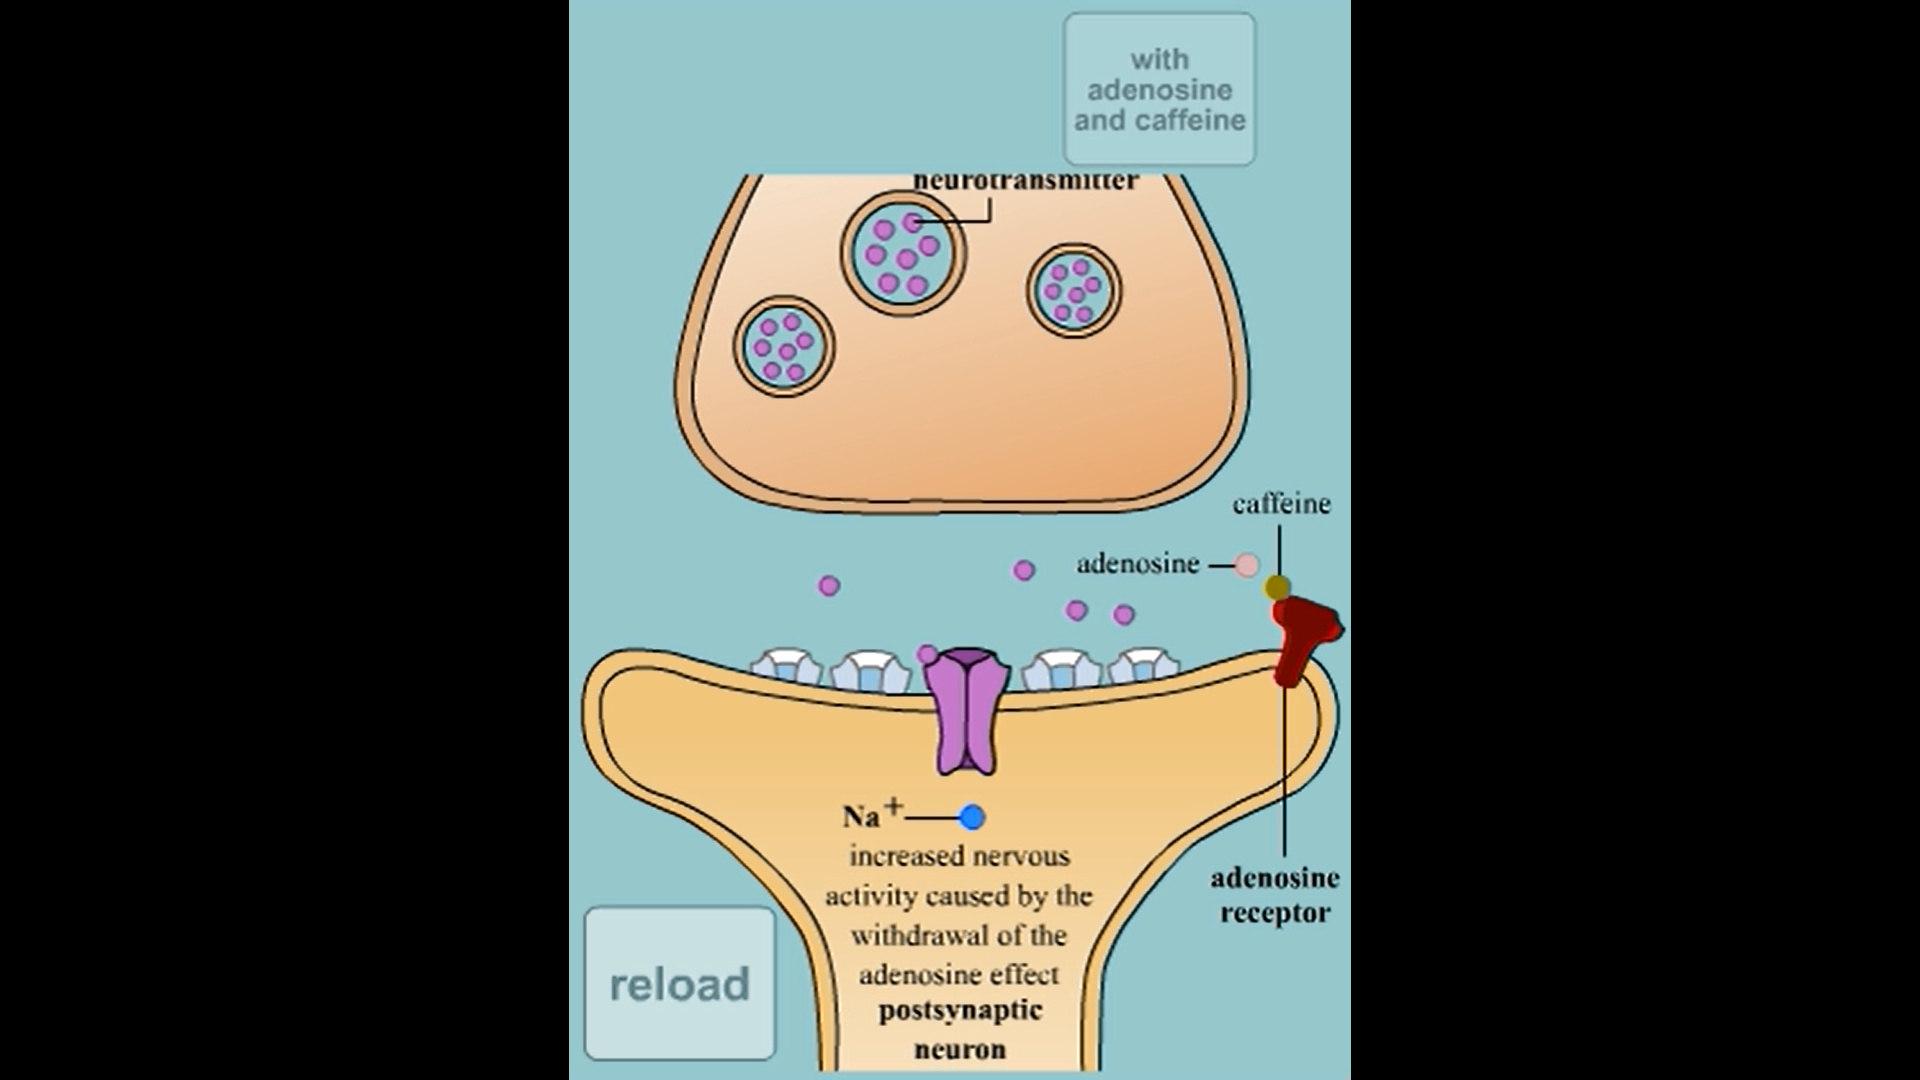 with
adenosine
and caffeine
neurotransmitter
caffeine
adenosine
Na+
increased nervous
activity caused by the
withdrawal of the
adenosine effect
postsynaptic
neuron
adenosine
receptor
reload